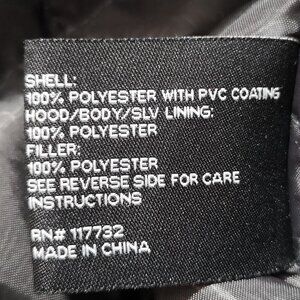 SHELL:
100% POLYESTER WITH PVC COATING
HOOD/BODY/SLV LINING:
100% POLYESTER
FILLER:
100% POLYESTER
SEE REVERSE SIDE FOR CARE
INSTRUCTIONS
RN# 117732
MADE IN CHINA